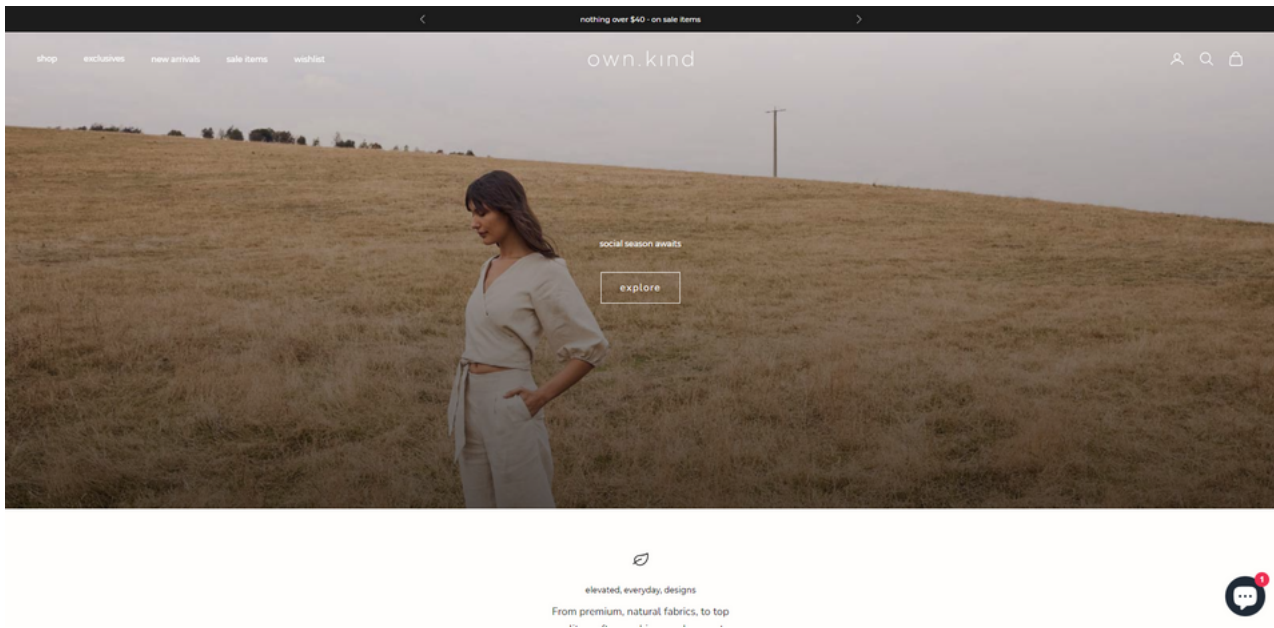 nothing over $40 - on sale items
shop exclusives new arrivals sale items wishlist
own.kind
social season awaits
explore
1
elevated, everyday, designs
From premium, natural fabrics, to top